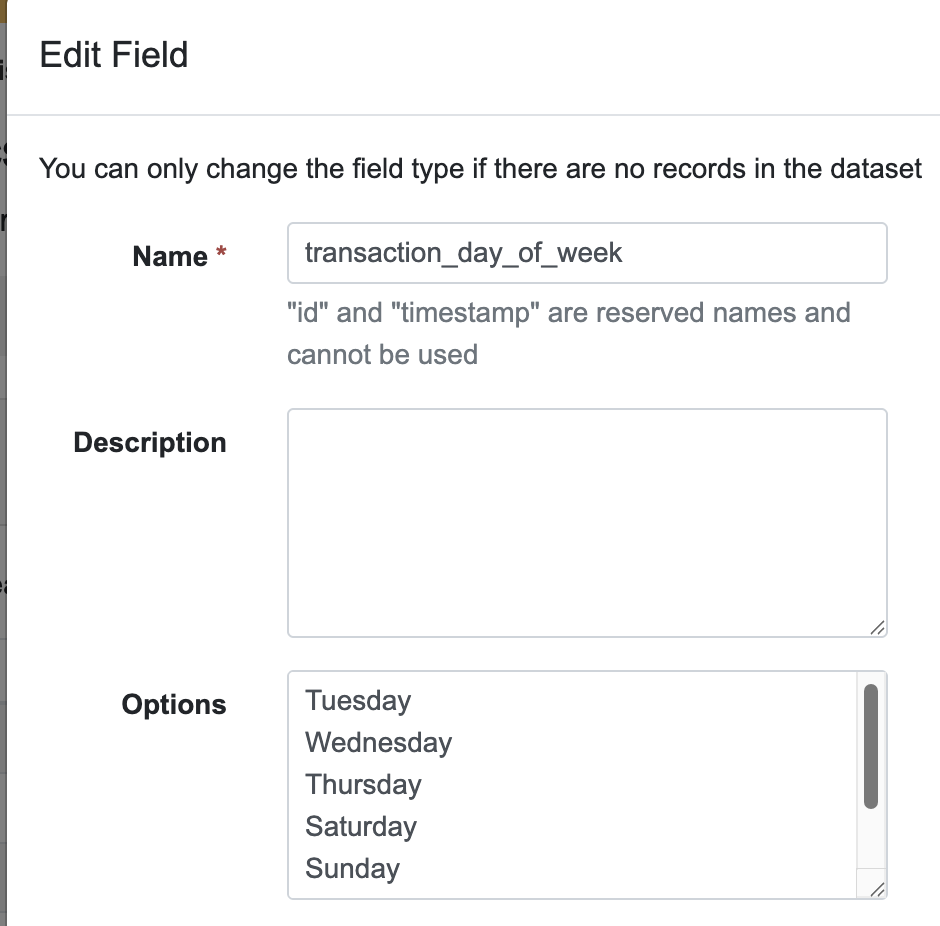 Edit Field
You can only change the field type if there are no records in the dataset
Name *
transaction_day_of_week
"id" and "timestamp" are reserved names and
cannot be used
Description
Options
Tuesday
Wednesday
Thursday
Saturday
Sunday